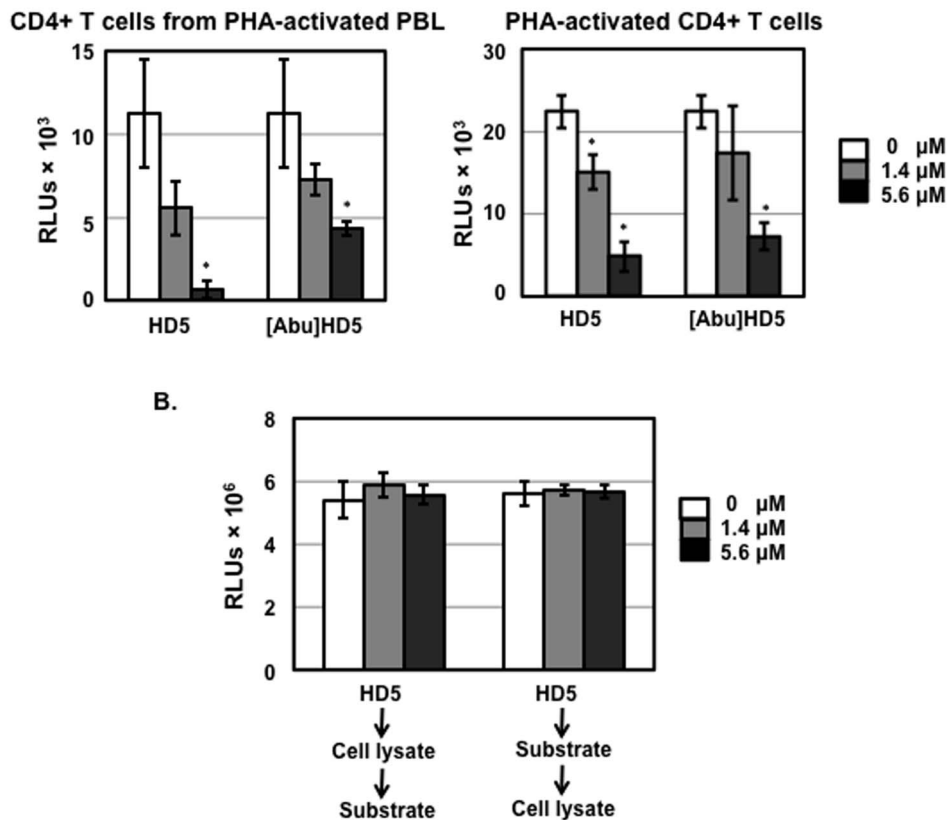 CD4+ T cells from PHA-activated PBL
PHA-activated CD4+ T cells
15
10
5
0
RLUs × 10³
*
*
HD5
[Abu]HD5
30
20
10
0
RLUs × 10³
*
*
*
HD5
[Abu]HD5
0 µM
1.4 µM
5.6 µM
B.
8
6
4
2
0
RLUs × 10⁶
0 µM
1.4 µM
5.6 µM
HD5
HD5
Cell lysate
Substrate
Substrate
Cell lysate